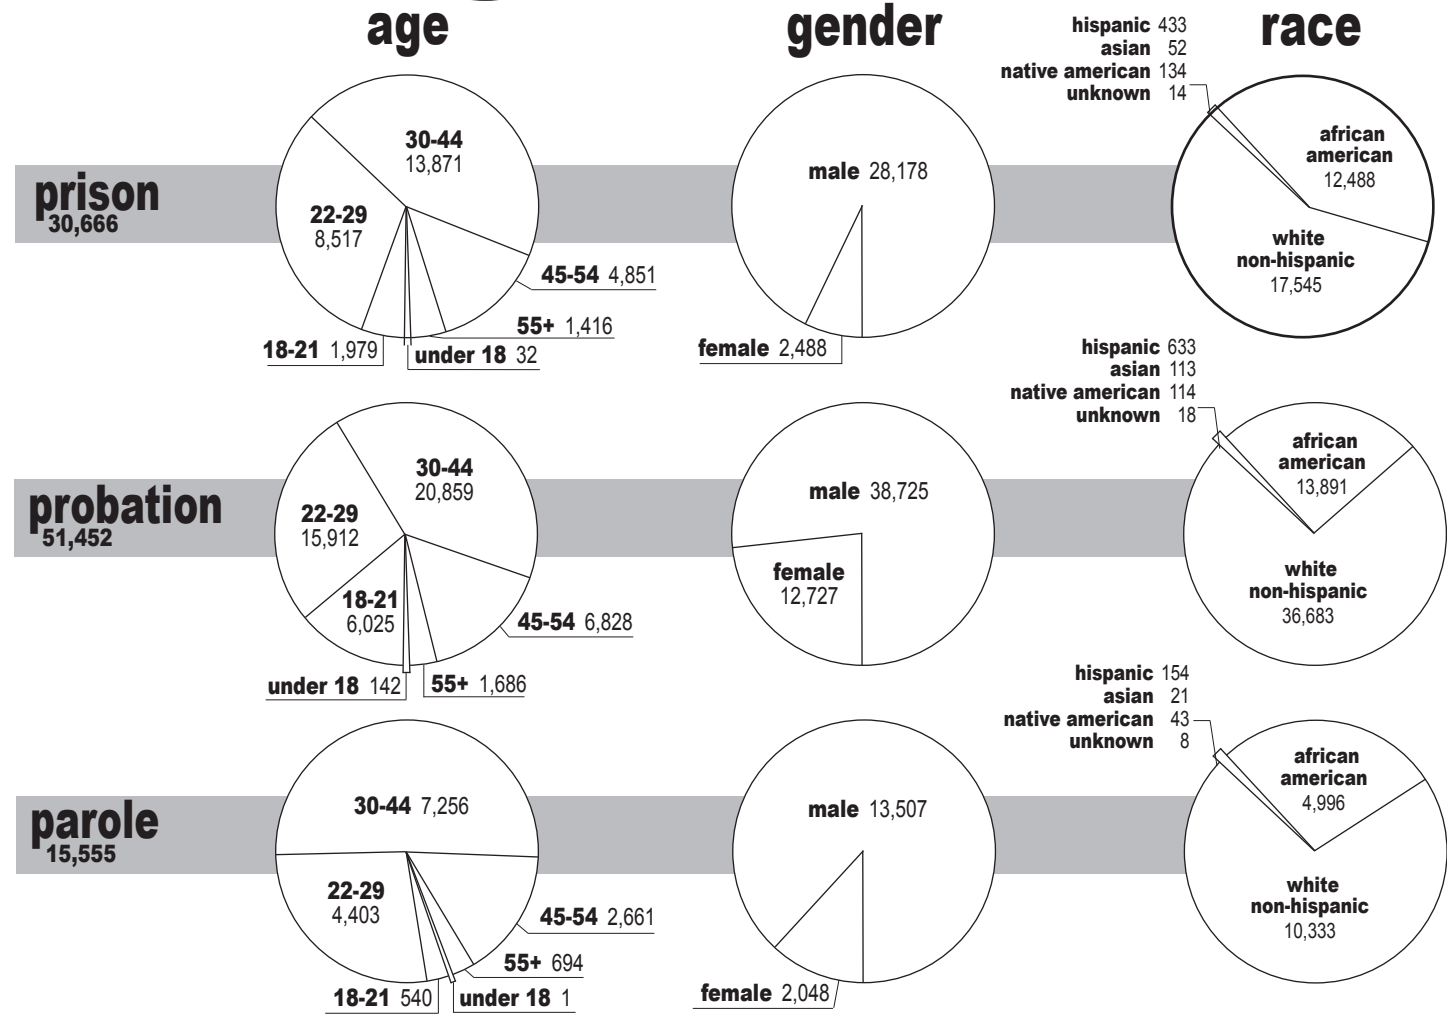 age
gender
race
prison
30,666
30-44
13,871
22-29
8,517
45-54 4,851
55+ 1,416
18-21 1,979
under 18 32
male 28,178
female 2,488
hispanic 433
asian 52
native american 134
unknown 14
african
american
12,488
white
non-hispanic
17,545
probation
51,452
30-44
20,859
22-29
15,912
18-21
6,025
45-54 6,828
under 18 142
55+ 1,686
male 38,725
female
12,727
hispanic 633
asian 113
native american 114
unknown 18
african
american
13,891
white
non-hispanic
36,683
parole
15,555
30-44 7,256
22-29
4,403
45-54 2,661
55+ 694
18-21 540
under 18 1
male 13,507
female 2,048
hispanic 154
asian 21
native american 43
unknown 8
african
american
4,996
white
non-hispanic
10,333